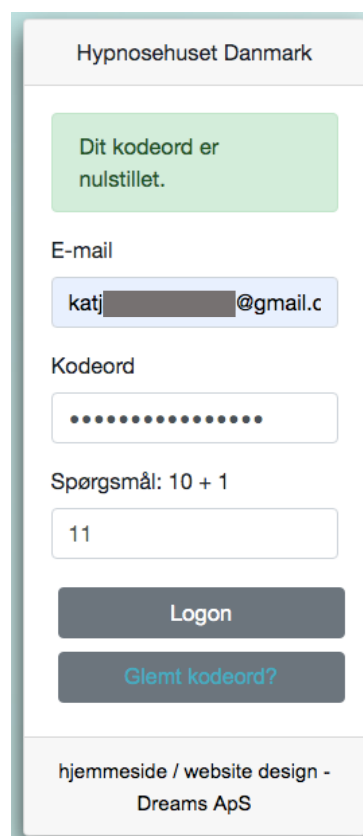 Hypnosehuset Danmark
Dit kodeord er
nulstillet.
E-mail
katj @gmail.c
Kodeord
••••••••••••••••
Spørgsmål: 10 + 1
11
Logon
Glemt kodeord?
hjemmeside / website design -
Dreams ApS